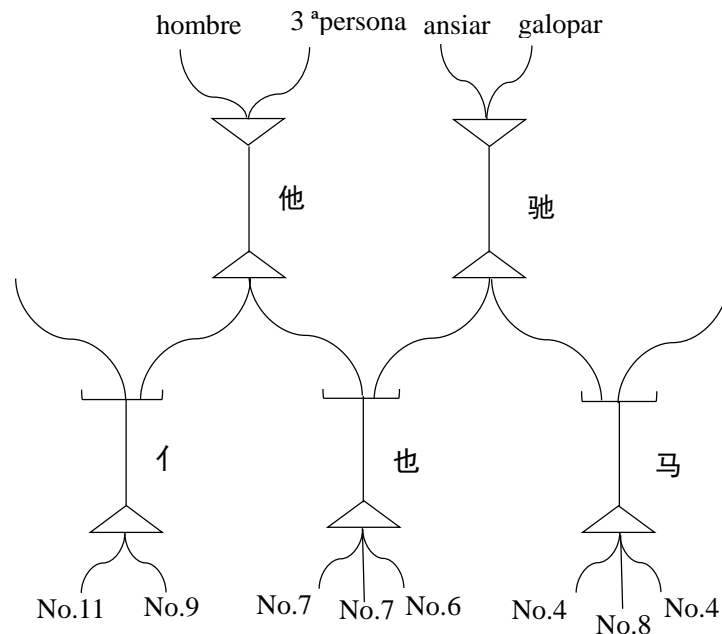 hombre 3 ªpersona ansiar galopar
他 驰
亻 也 马
No.11 No.9 No.7 No.7 No.6 No.4 No.8 No.4